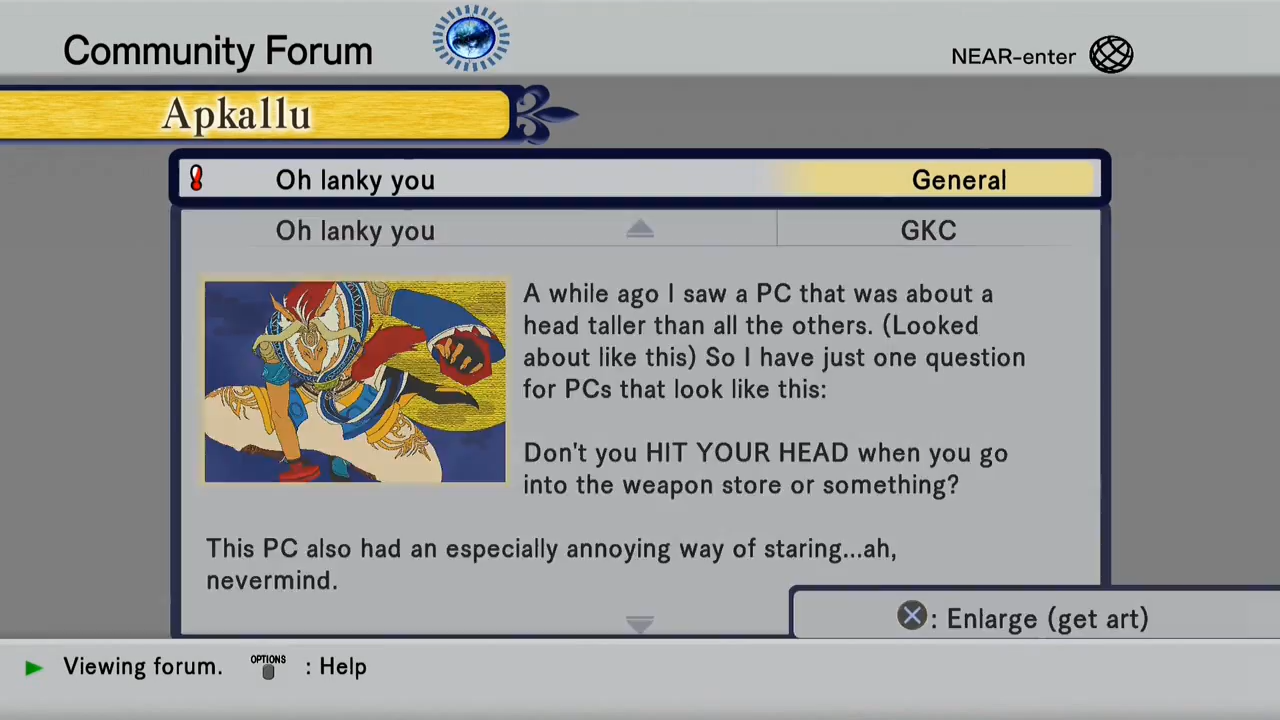 Community Forum
NEAR-enter
Apkallu
Oh lanky you
General
Oh lanky you
GKC
A while ago I saw a PC that was about a
head taller than all the others. (Looked
about like this) So I have just one question
for PCs that look like this:
Don't you HIT YOUR HEAD when you go
into the weapon store or something?
This PC also had an especially annoying way of staring...ah,
nevermind.
: Enlarge (get art)
Viewing forum.
OPTIONS
: Help